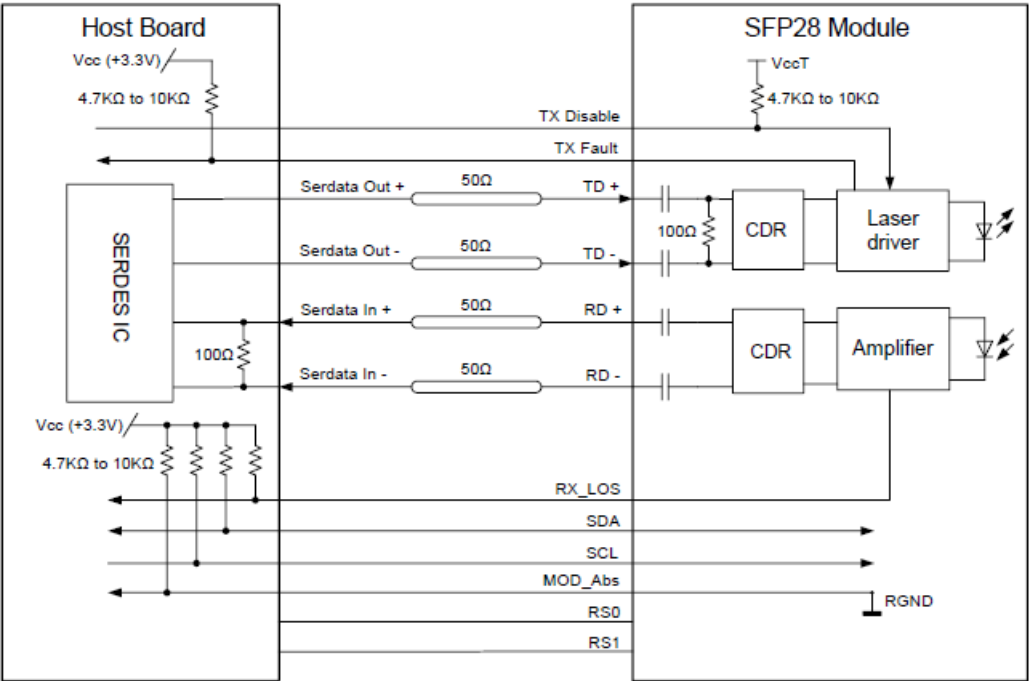 Host Board
SFP28 Module
Vcc (+3.3V)
VccT
4.7KΩ to 10KΩ
4.7KΩ to 10KΩ
TX Disable
TX Fault
Serdata Out +
50Ω
TD +
SERDES IC
100Ω
CDR
Laser
driver
Serdata Out -
50Ω
TD -
Serdata In +
50Ω
RD +
100Ω
CDR
Amplifier
Serdata In -
50Ω
RD -
Vcc (+3.3V)
4.7KΩ to 10KΩ
RX_LOS
SDA
SCL
MOD_Abs
RGND
RS0
RS1